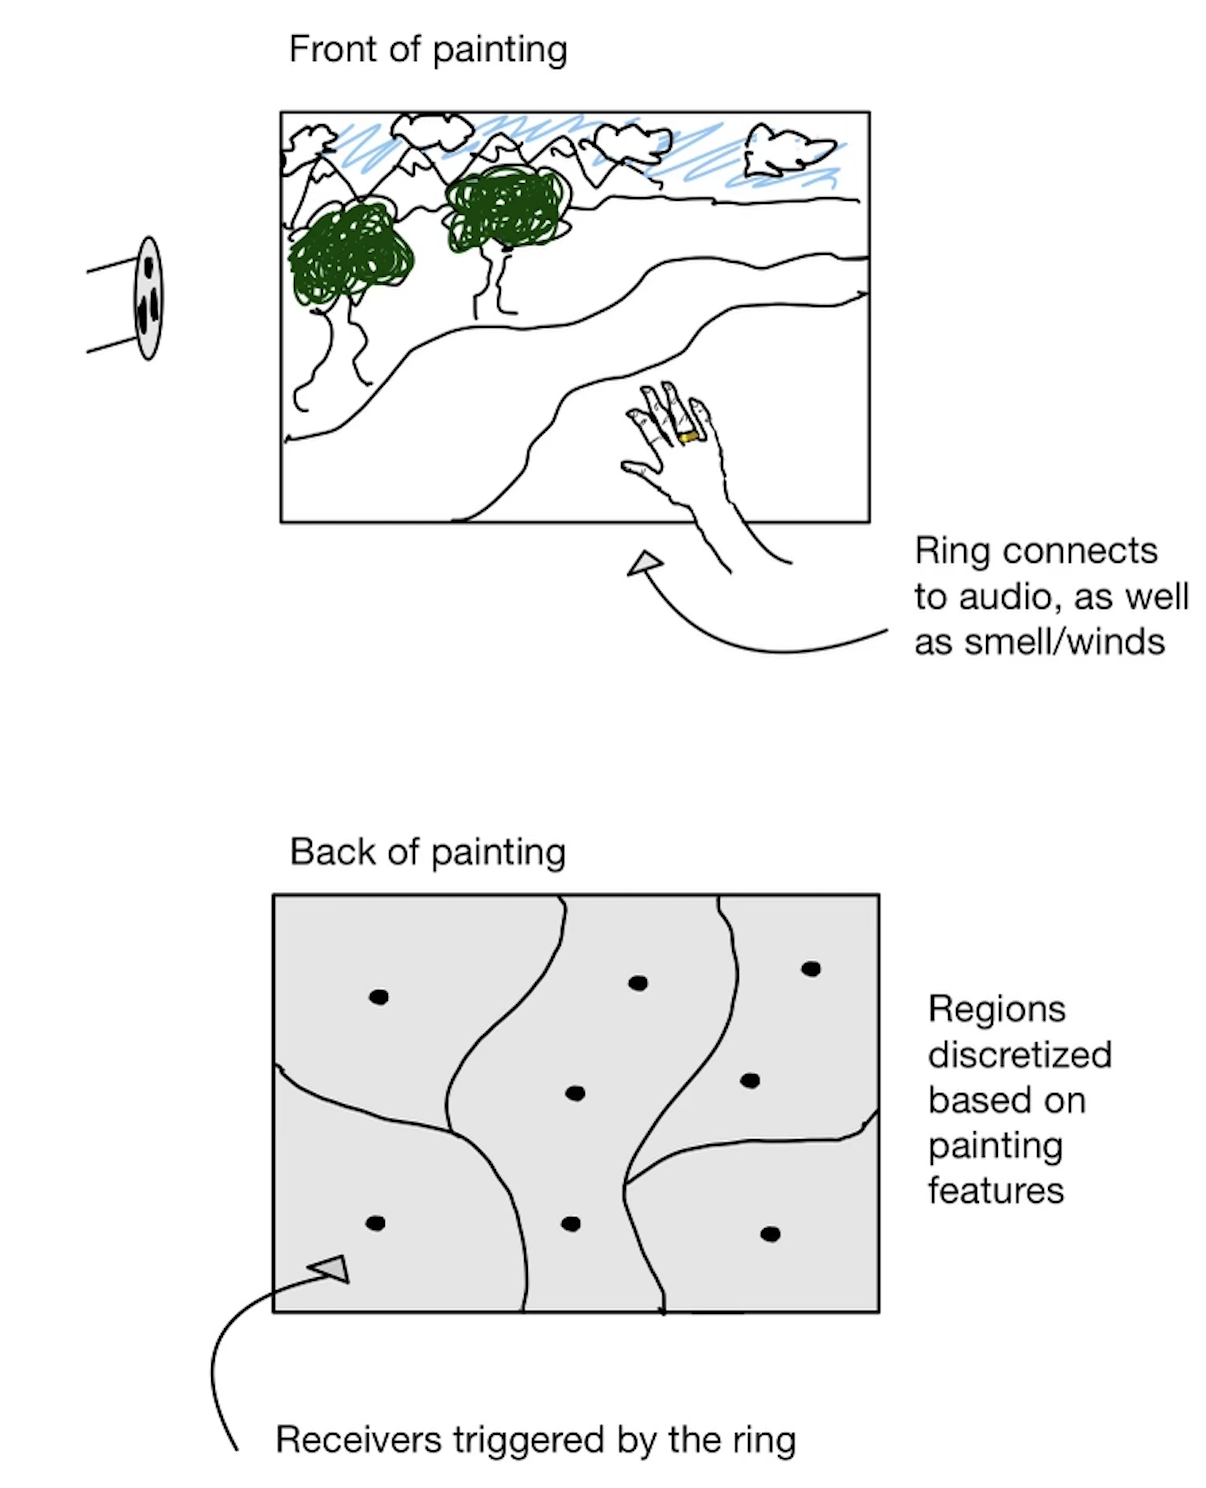 Front of painting
Ring connects
to audio, as well
as smell/winds
Back of painting
Regions
discretized
based on
painting
features
Receivers triggered by the ring